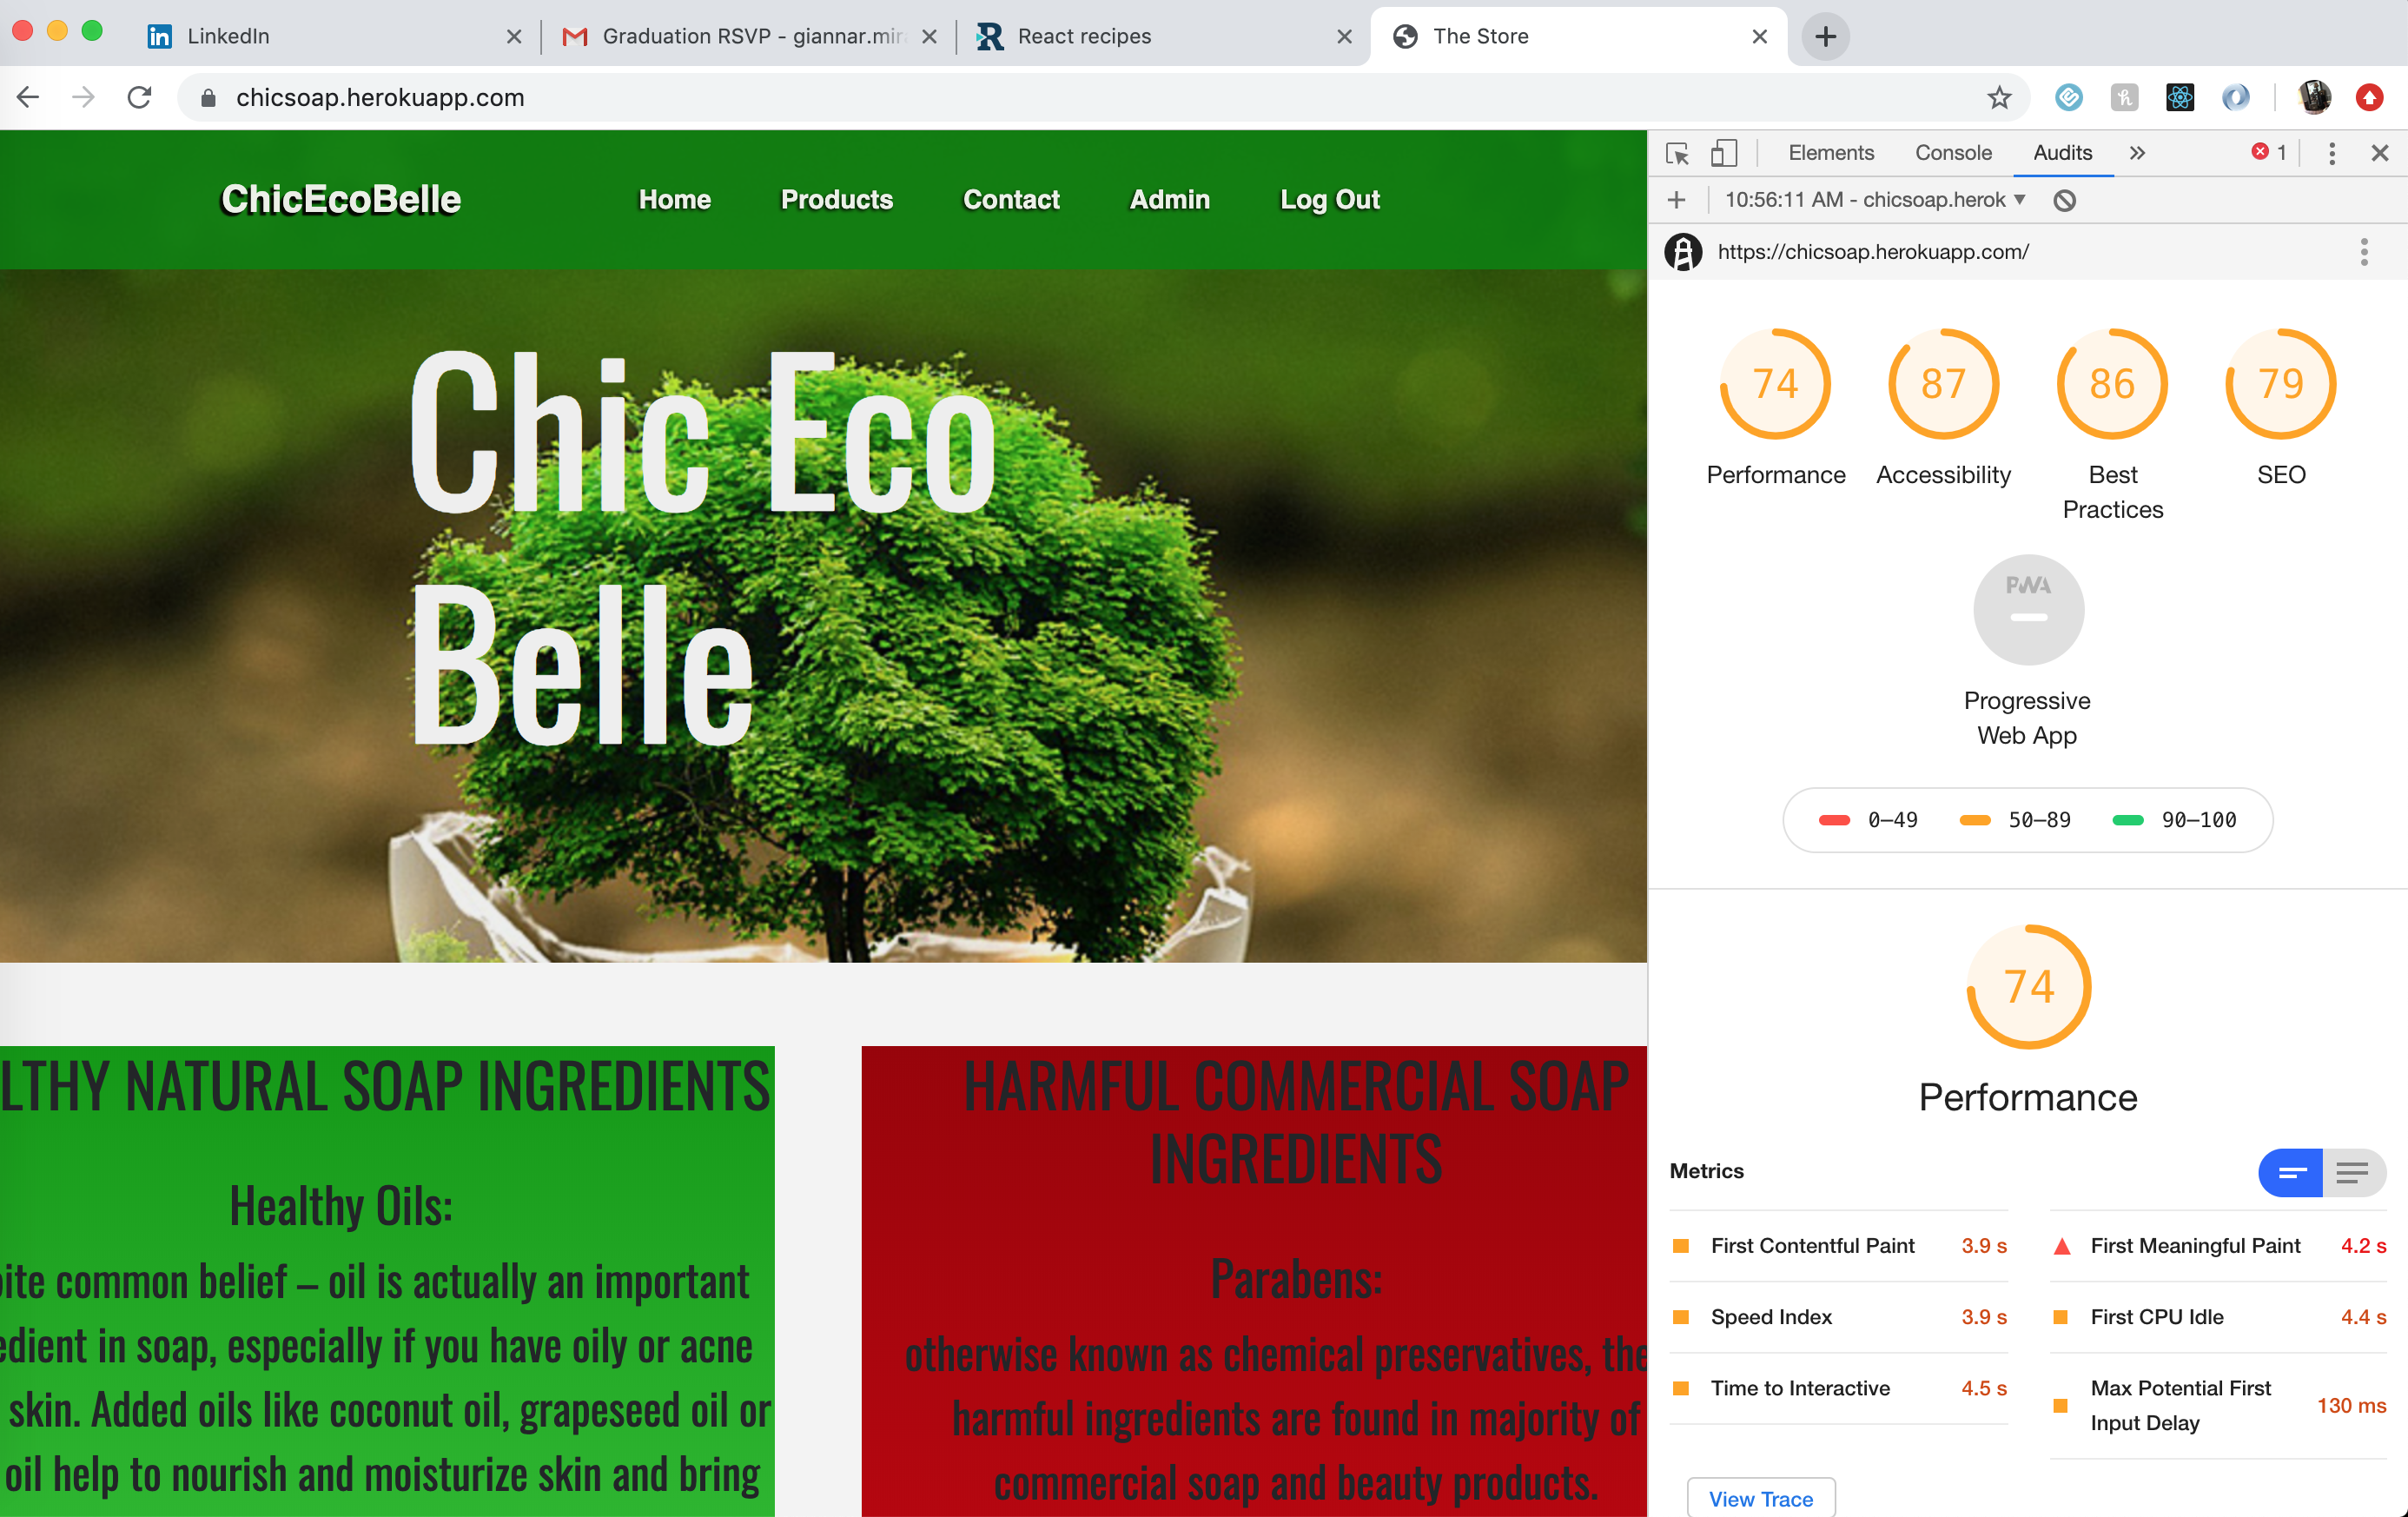 LinkedIn
Graduation RSVP - giannar.mir
React recipes
The Store
chicsoap.herokuapp.com
ChicEcoBelle
Home
Products
Contact
Admin
Log Out
Chic Eco
Belle
LTHY NATURAL SOAP INGREDIENTS
Healthy Oils:
ite common belief – oil is actually an important
edient in soap, especially if you have oily or acne
skin. Added oils like coconut oil, grapeseed oil or
oil help to nourish and moisturize skin and bring
HARMFUL COMMERCIAL SOAP
INGREDIENTS
Parabens:
otherwise known as chemical preservatives, the
harmful ingredients are found in majority of
commercial soap and beauty products.
Elements
Console
Audits
1
10:56:11 AM - chicsoap.herok
https://chicsoap.herokuapp.com/
74
87
86
79
Performance
Accessibility
Best
Practices
SEO
PWA
Progressive
Web App
0–49
50–89
90–100
74
Performance
Metrics
First Contentful Paint 3.9 s
First Meaningful Paint 4.2 s
Speed Index 3.9 s
First CPU Idle 4.4 s
Time to Interactive 4.5 s
Max Potential First
Input Delay 130 ms
View Trace